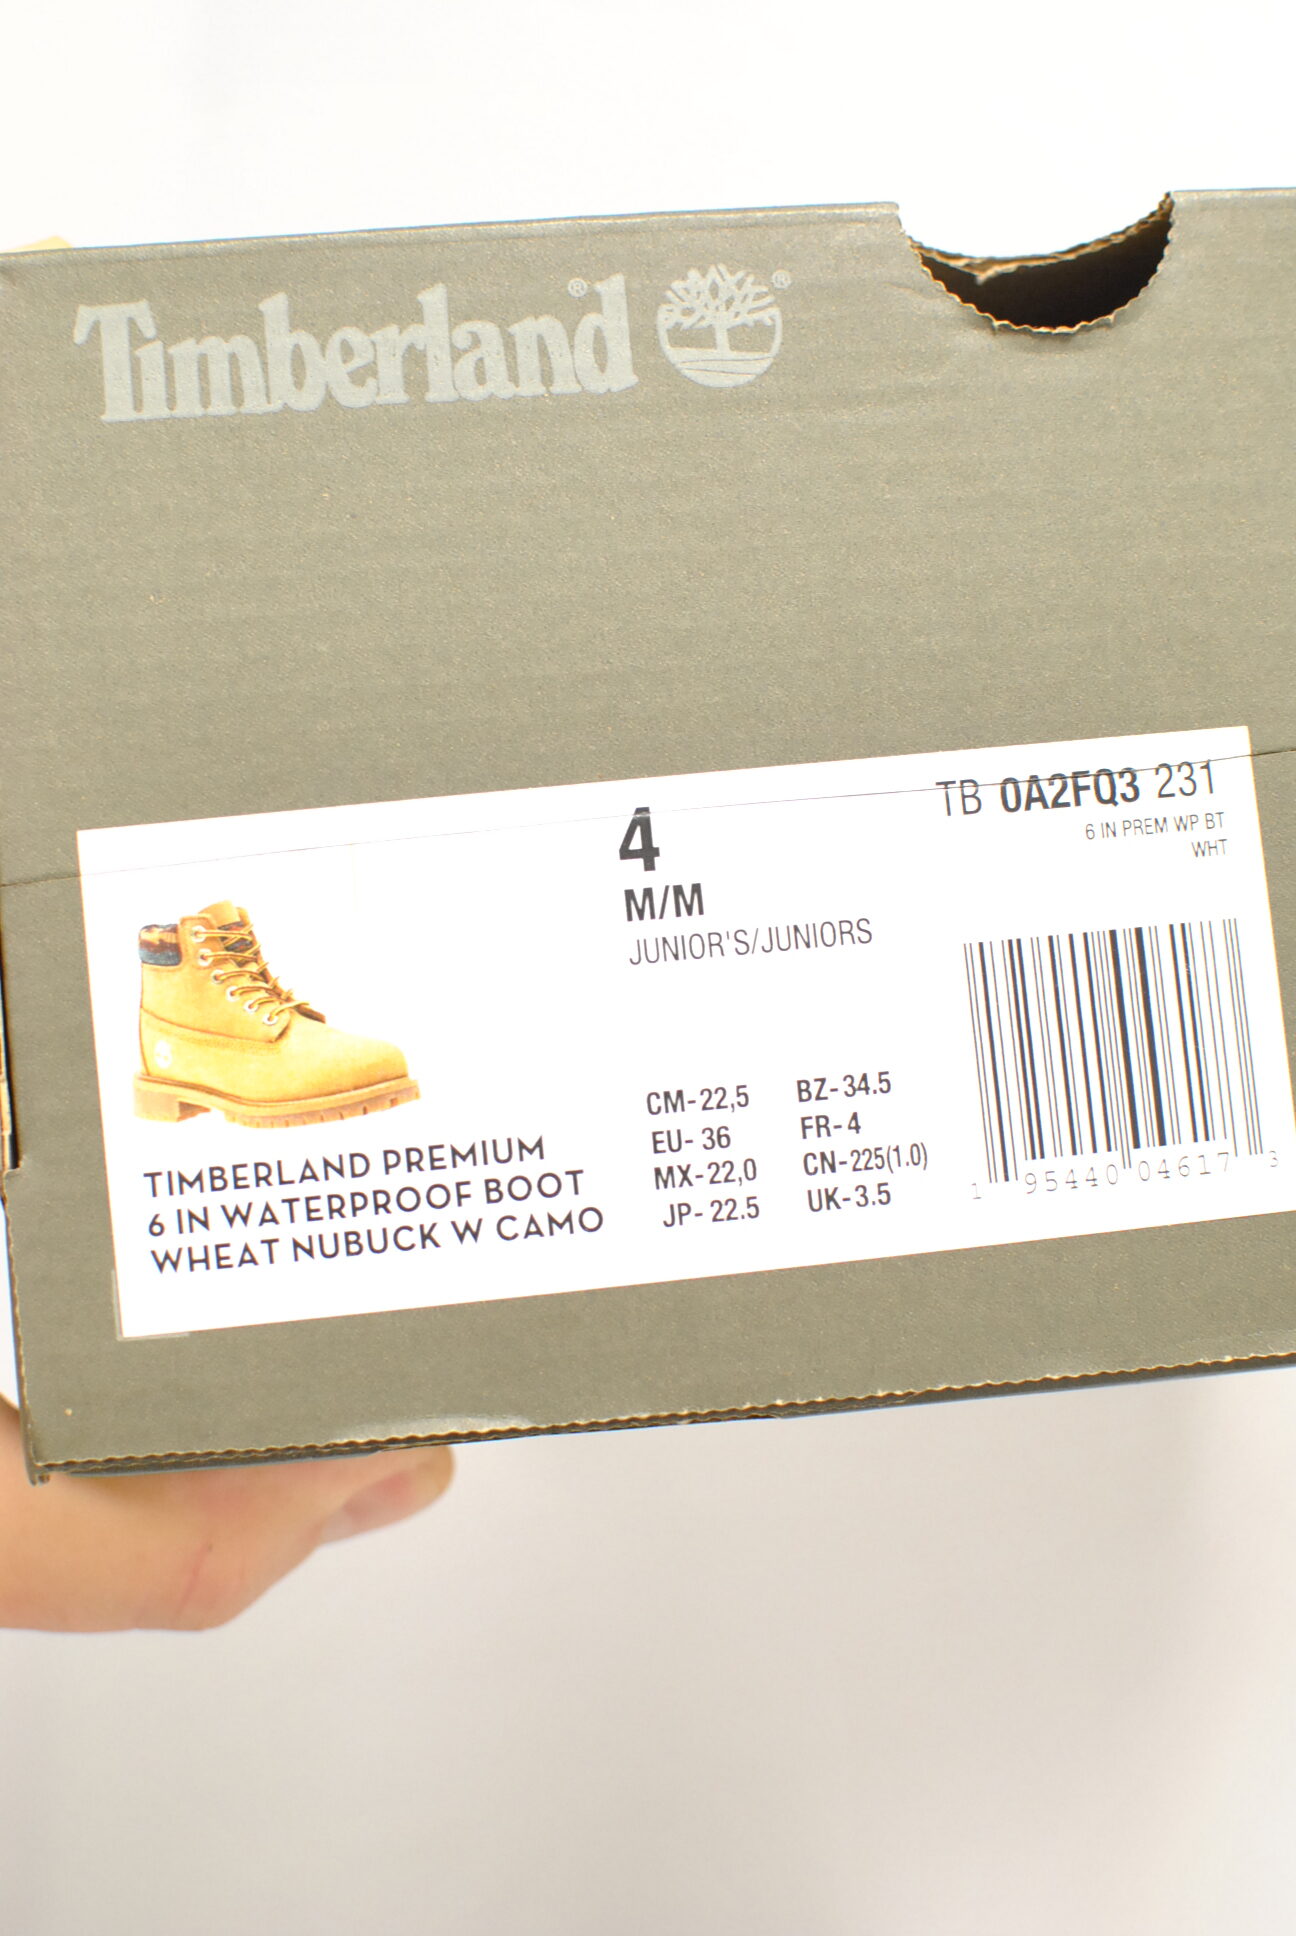 Timberland® ®
TB 0A2FQ3 231
6 IN PREM WP BT
WHT
4
M/M
JUNIOR'S/JUNIORS
CM-22,5 BZ-34.5
EU- 36 FR-4
MX-22,0 CN-225(1.0)
JP- 22.5 UK-3.5
1 95440 04617 3
TIMBERLAND PREMIUM
6 IN WATERPROOF BOOT
WHEAT NUBUCK W CAMO